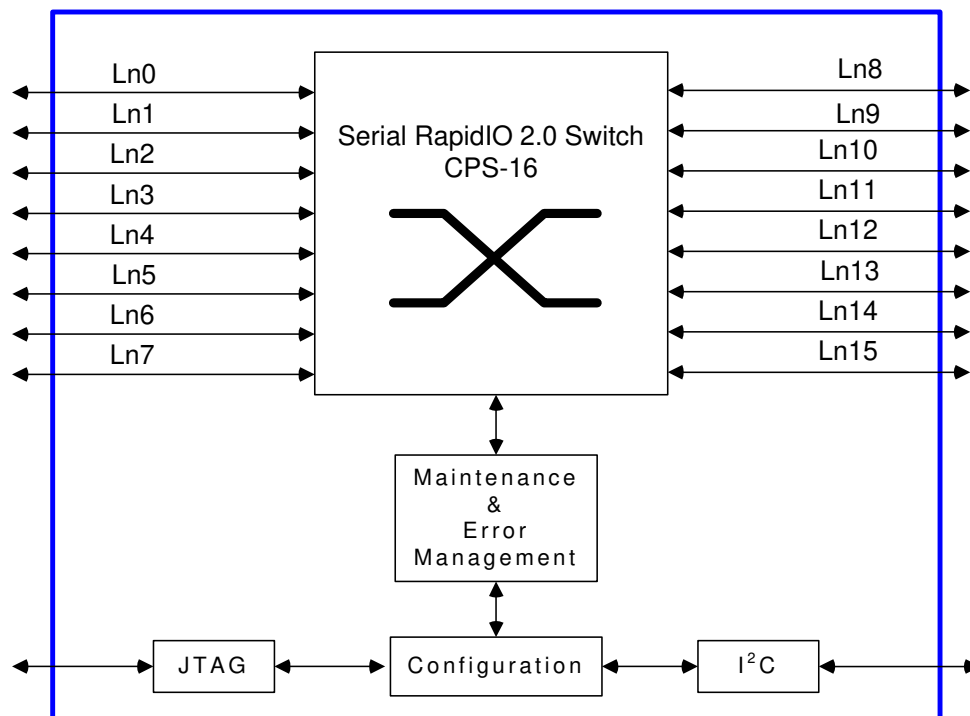 Ln0
Ln1
Ln2
Ln3
Ln4
Ln5
Ln6
Ln7
Serial RapidIO 2.0 Switch
CPS-16
Ln8
Ln9
Ln10
Ln11
Ln12
Ln13
Ln14
Ln15
Maintenance
&
Error
Management
JTAG
Configuration
I²C